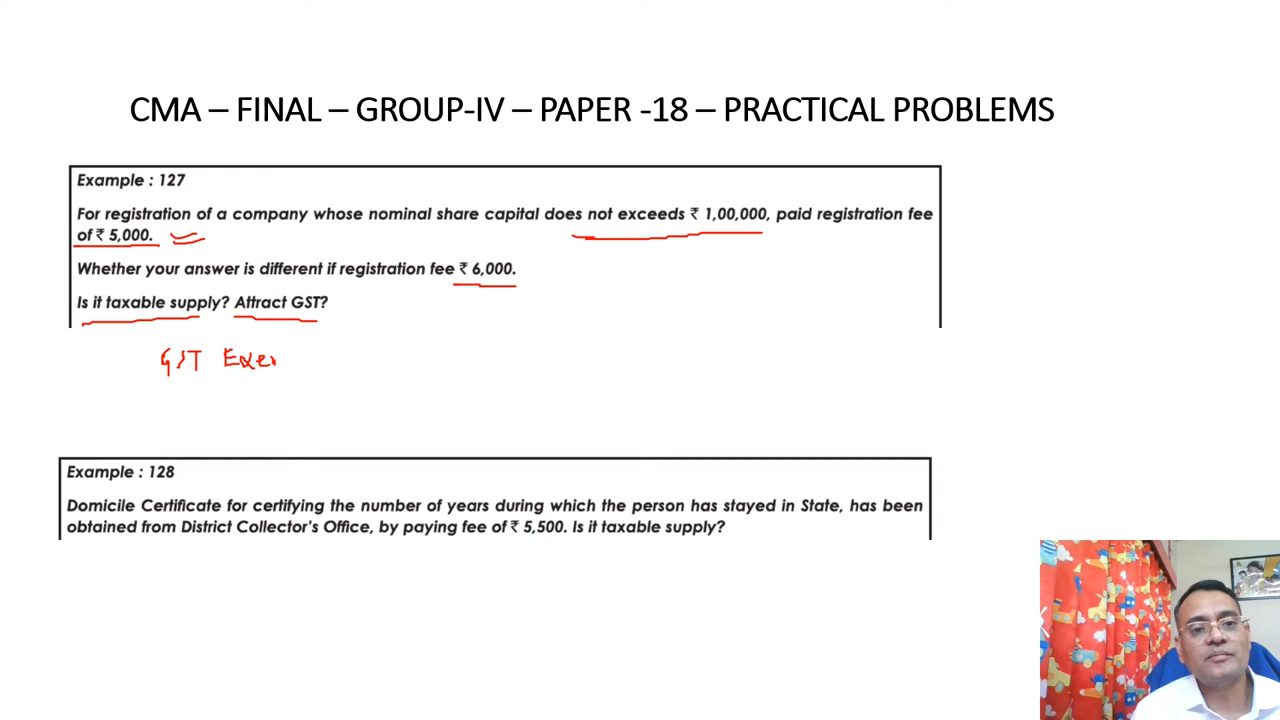 CMA – FINAL – GROUP-IV – PAPER -18 – PRACTICAL PROBLEMS
Example : 127
For registration of a company whose nominal share capital does not exceeds ₹ 1,00,000, paid registration fee
of ₹ 5,000.
Whether your answer is different if registration fee ₹ 6,000.
Is it taxable supply? Attract GST?
GST Exe
Example : 128
Domicile Certificate for certifying the number of years during which the person has stayed in State, has been
obtained from District Collector's Office, by paying fee of ₹ 5,500. Is it taxable supply?